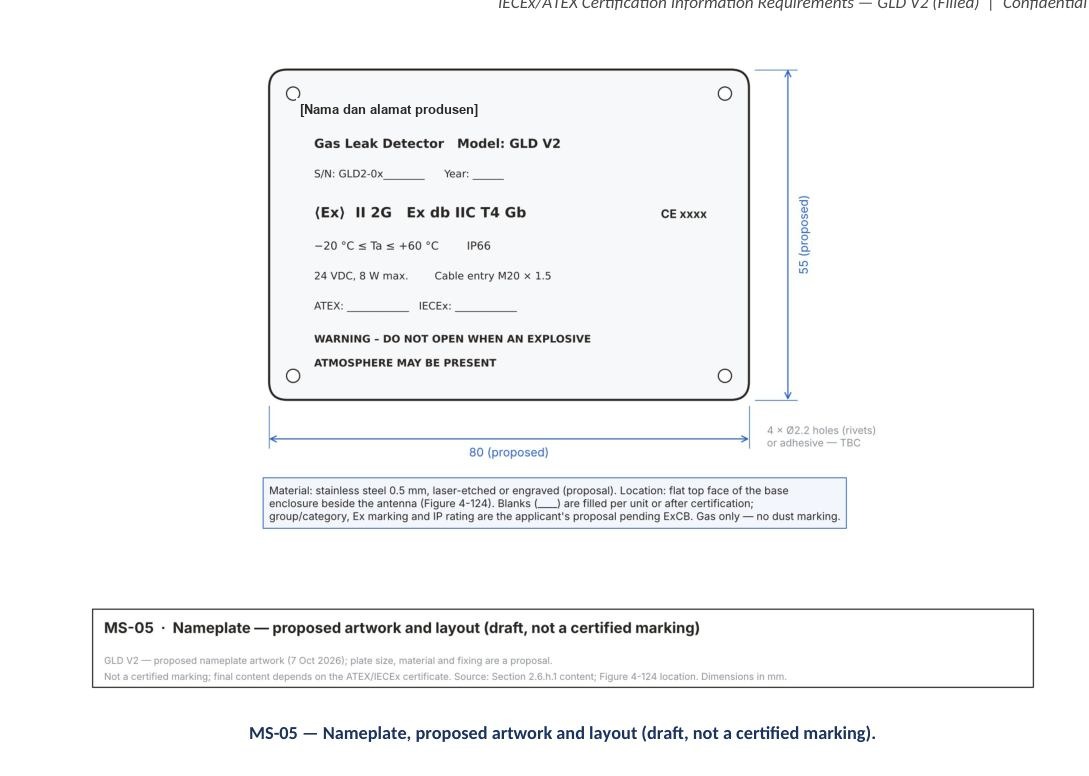 IECEx/ATEX Certification Information Requirements — GLD V2 (Filled) | Confidential
[Nama dan alamat produsen]
Gas Leak Detector Model: GLD V2
S/N: GLD2-0x_______ Year: _____
⟨Ex⟩ II 2G Ex db IIC T4 Gb
CE xxxx
−20 °C ≤ Ta ≤ +60 °C IP66
24 VDC, 8 W max. Cable entry M20 × 1.5
ATEX: __________ IECEx: __________
WARNING – DO NOT OPEN WHEN AN EXPLOSIVE
ATMOSPHERE MAY BE PRESENT
55 (proposed)
80 (proposed)
4 × Ø2.2 holes (rivets)
or adhesive — TBC
Material: stainless steel 0.5 mm, laser-etched or engraved (proposal). Location: flat top face of the base
enclosure beside the antenna (Figure 4-124). Blanks (____) are filled per unit or after certification;
group/category, Ex marking and IP rating are the applicant's proposal pending ExCB. Gas only — no dust marking.
MS-05 · Nameplate — proposed artwork and layout (draft, not a certified marking)
GLD V2 — proposed nameplate artwork (7 Oct 2026); plate size, material and fixing are a proposal.
Not a certified marking; final content depends on the ATEX/IECEx certificate. Source: Section 2.6.h.1 content; Figure 4-124 location. Dimensions in mm.
MS-05 — Nameplate, proposed artwork and layout (draft, not a certified marking).